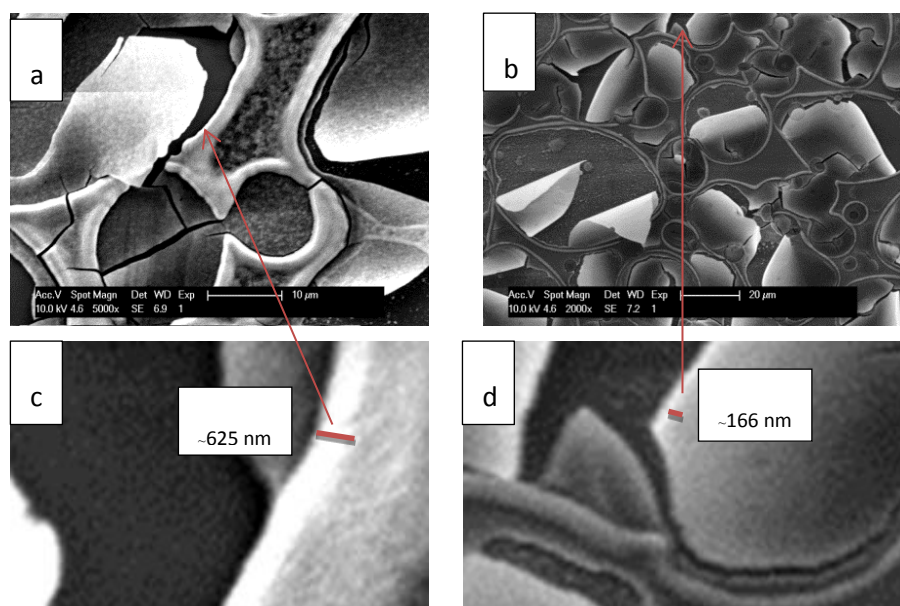 a
b
Acc.V Spot Magn Det WD Exp 10 µm
10.0 kV 4.6 5000x SE 6.9 1
Acc.V Spot Magn Det WD Exp 20 µm
10.0 kV 4.6 2000x SE 7.2 1
c
d
~625 nm
~166 nm